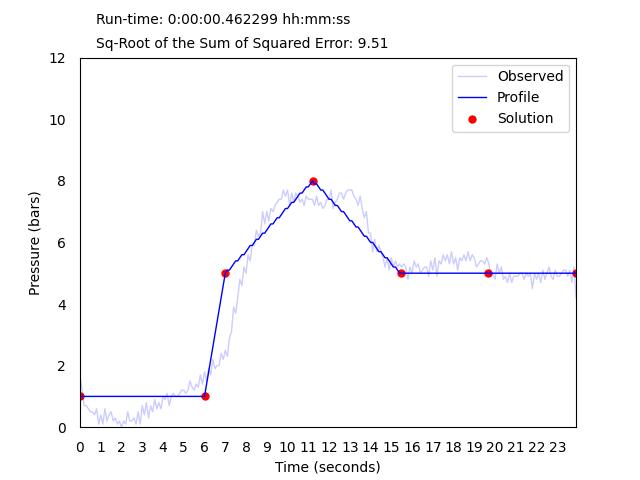 Run-time: 0:00:00.462299 hh:mm:ss
Sq-Root of the Sum of Squared Error: 9.51
12
10
8
6
4
2
0
Pressure (bars)
Observed
Profile
Solution
0 1 2 3 4 5 6 7 8 9 10 11 12 13 14 15 16 17 18 19 20 21 22 23
Time (seconds)